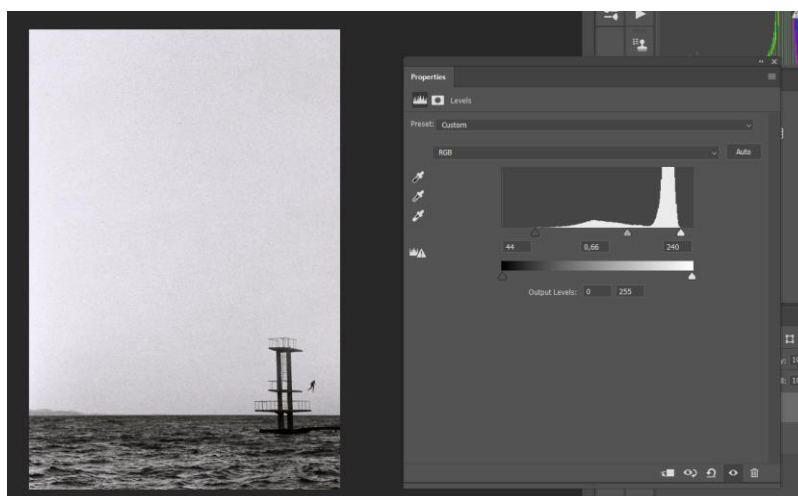 Properties
Levels
Preset: Custom
RGB
Auto
44 0,66 240
Output Levels: 0 255